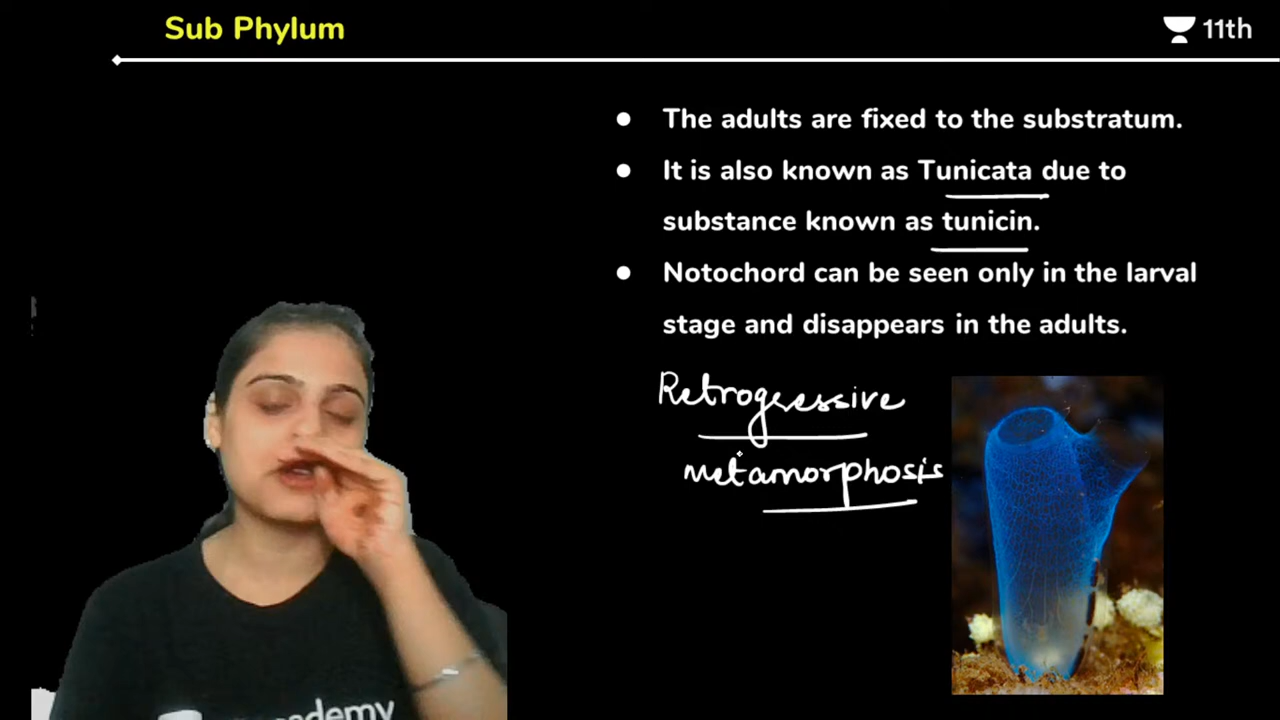 Sub Phylum
11th
● The adults are fixed to the substratum.
● It is also known as Tunicata due to
substance known as tunicin.
● Notochord can be seen only in the larval
stage and disappears in the adults.
Retrogressive
metamorphosis